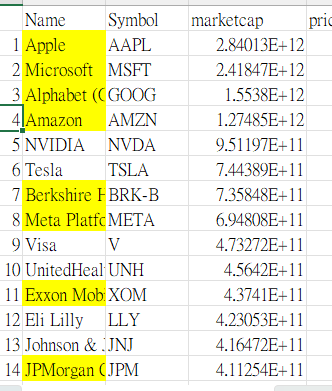 Name Symbol marketcap pric
1 Apple AAPL 2.84013E+12
2 Microsoft MSFT 2.41847E+12
3 Alphabet (C GOOG 1.5538E+12
4 Amazon AMZN 1.27485E+12
5 NVIDIA NVDA 9.51197E+11
6 Tesla TSLA 7.44389E+11
7 Berkshire H BRK-B 7.35848E+11
8 Meta Platfo META 6.94808E+11
9 Visa V 4.73272E+11
10 UnitedHeal UNH 4.5642E+11
11 Exxon Mob XOM 4.3741E+11
12 Eli Lilly LLY 4.23053E+11
13 Johnson & J JNJ 4.16472E+11
14 JPMorgan C JPM 4.11254E+11